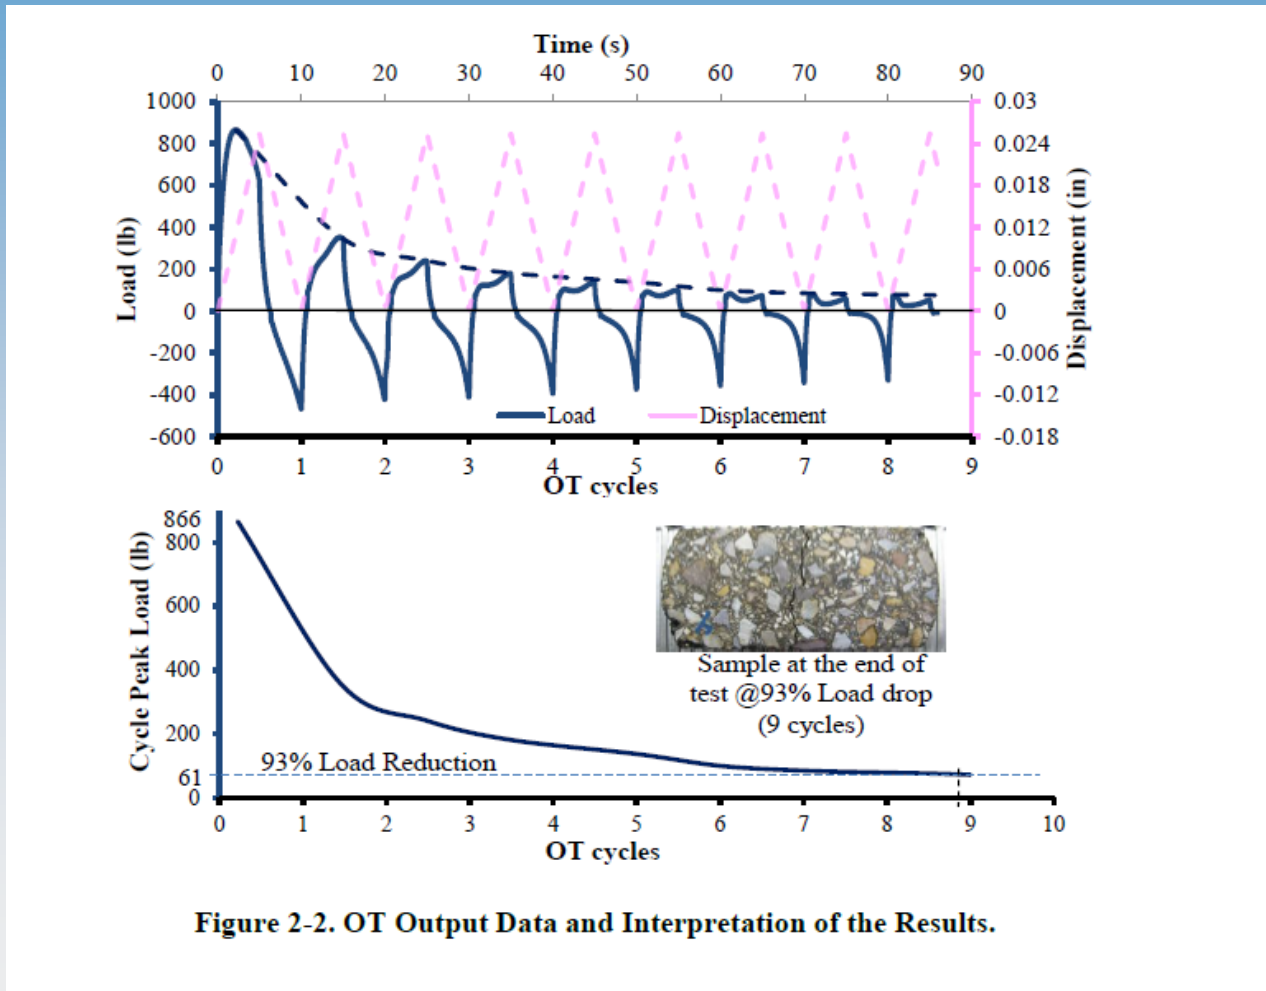 Time (s)
0 10 20 30 40 50 60 70 80 90
1000 0.03
800 0.024
600 0.018
400 0.012
200 0.006
0 0
-200 -0.006
-400 -0.012
-600 -0.018
Load (lb)
Displacement (in)
Load Displacement
0 1 2 3 4 5 6 7 8 9
OT cycles
866
800
600
400
200
61
0
Cycle Peak Load (lb)
Sample at the end of
test @93% Load drop
(9 cycles)
93% Load Reduction
0 1 2 3 4 5 6 7 8 9 10
OT cycles
Figure 2-2. OT Output Data and Interpretation of the Results.